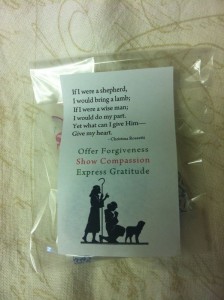 If I were a shepherd,
I would bring a lamb;
If I were a wise man;
I would do my part.
Yet what can I give Him—
Give my heart.
- Christina Rossetti
Offer Forgiveness
Show Compassion
Express Gratitude